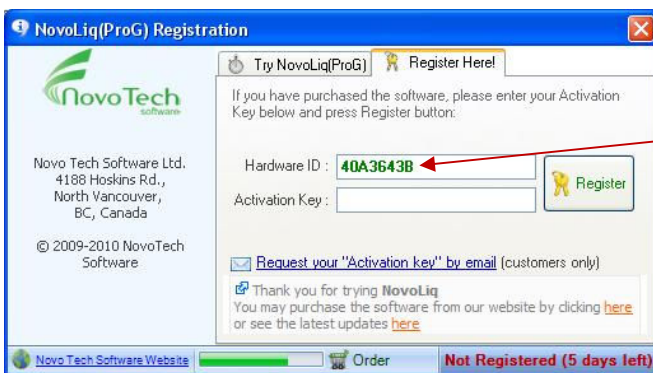 NovoLiq(ProG) Registration
NovoTech
software
Novo Tech Software Ltd.
4188 Hoskins Rd.,
North Vancouver,
BC, Canada
© 2009-2010 NovoTech
Software
Try NovoLiq(ProG)
Register Here!
If you have purchased the software, please enter your Activation
Key below and press Register button:
Hardware ID : 40A3643B
Activation Key :
Register
Request your "Activation key" by email (customers only)
Thank you for trying NovoLiq
You may purchase the software from our website by clicking here
or see the latest updates here
Novo Tech Software Website
Order
Not Registered (5 days left)